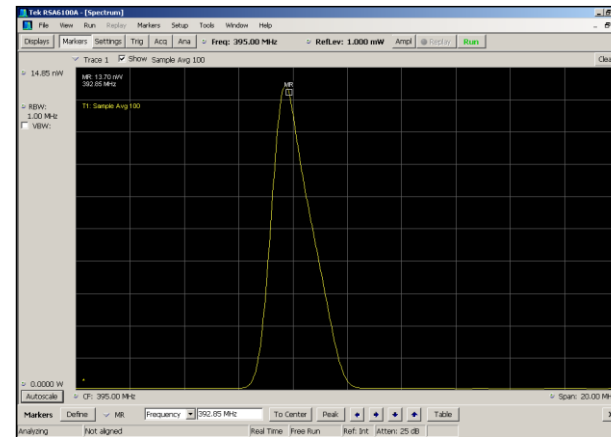 Tek RSA6100A - [Spectrum]
File View Run Replay Markers Setup Tools Window Help
Displays Markers Settings Trig Acq Ana Freq: 395.00 MHz RefLev: 1.000 mW Ampl Replay Run
Trace 1 Show Sample Avg 100 Clea
14.85 nW
MR: 13.70 nW
392.85 MHz
MR
RBW:
1.00 MHz
VBW:
T1: Sample Avg 100
0.0000 W
Autoscale CF: 395.00 MHz Span: 20.00 MH
Markers Define MR Frequency 392.85 MHz To Center Peak Table X
Analyzing Not aligned Real Time Free Run Ref: Int Atten: 25 dB